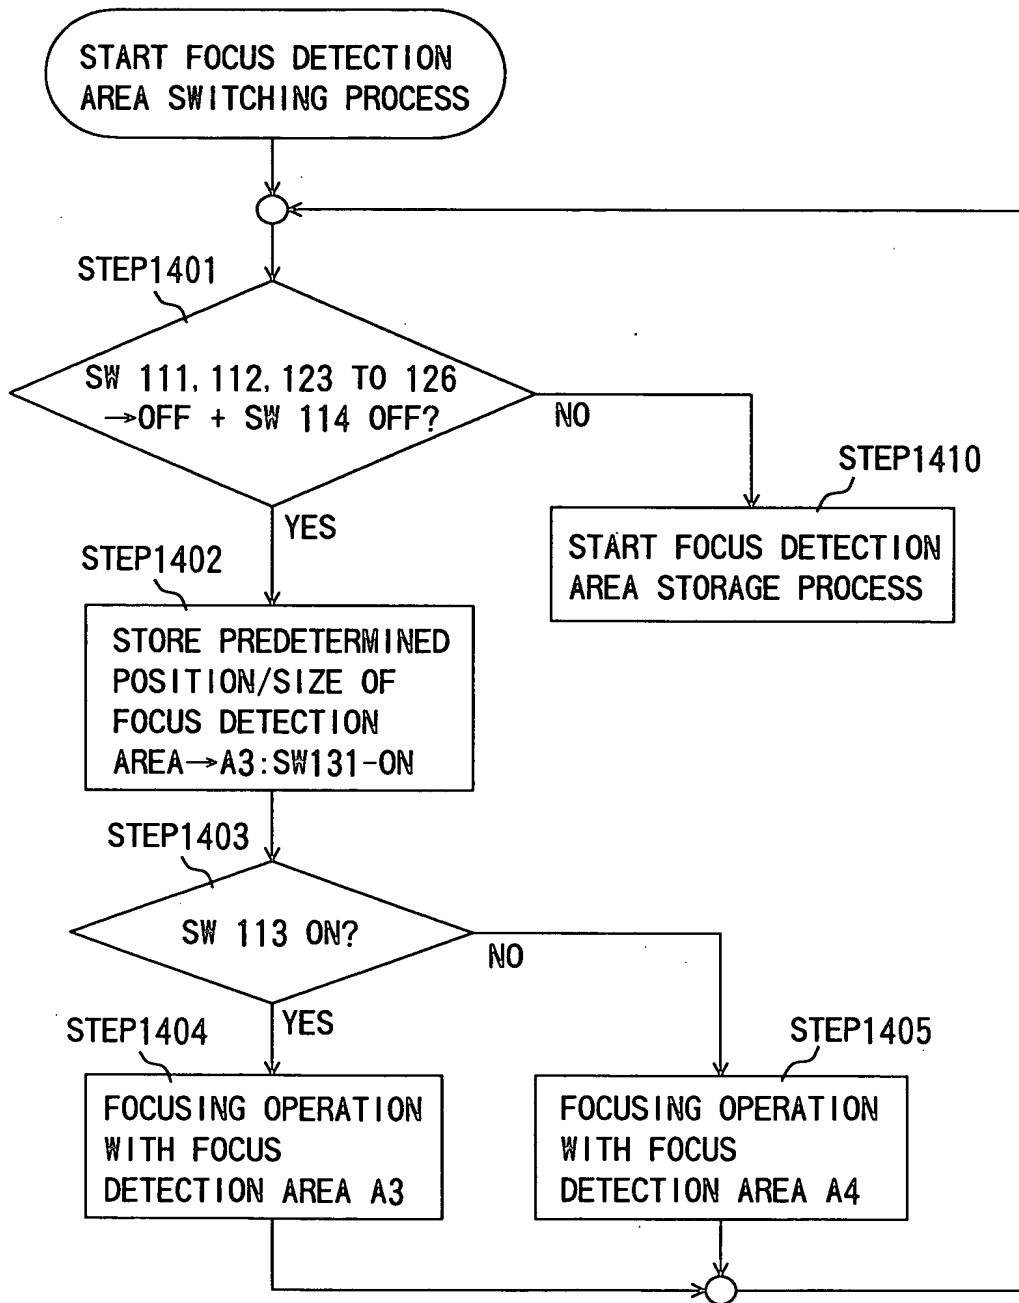 START FOCUS DETECTION
AREA SWITCHING PROCESS
STEP1401
SW 111, 112, 123 TO 126
→OFF + SW 114 OFF?
NO
YES
STEP1410
START FOCUS DETECTION
AREA STORAGE PROCESS
STEP1402
STORE PREDETERMINED
POSITION/SIZE OF
FOCUS DETECTION
AREA→A3:SW131-ON
STEP1403
SW 113 ON?
NO
YES
STEP1404
FOCUSING OPERATION
WITH FOCUS
DETECTION AREA A3
STEP1405
FOCUSING OPERATION
WITH FOCUS
DETECTION AREA A4